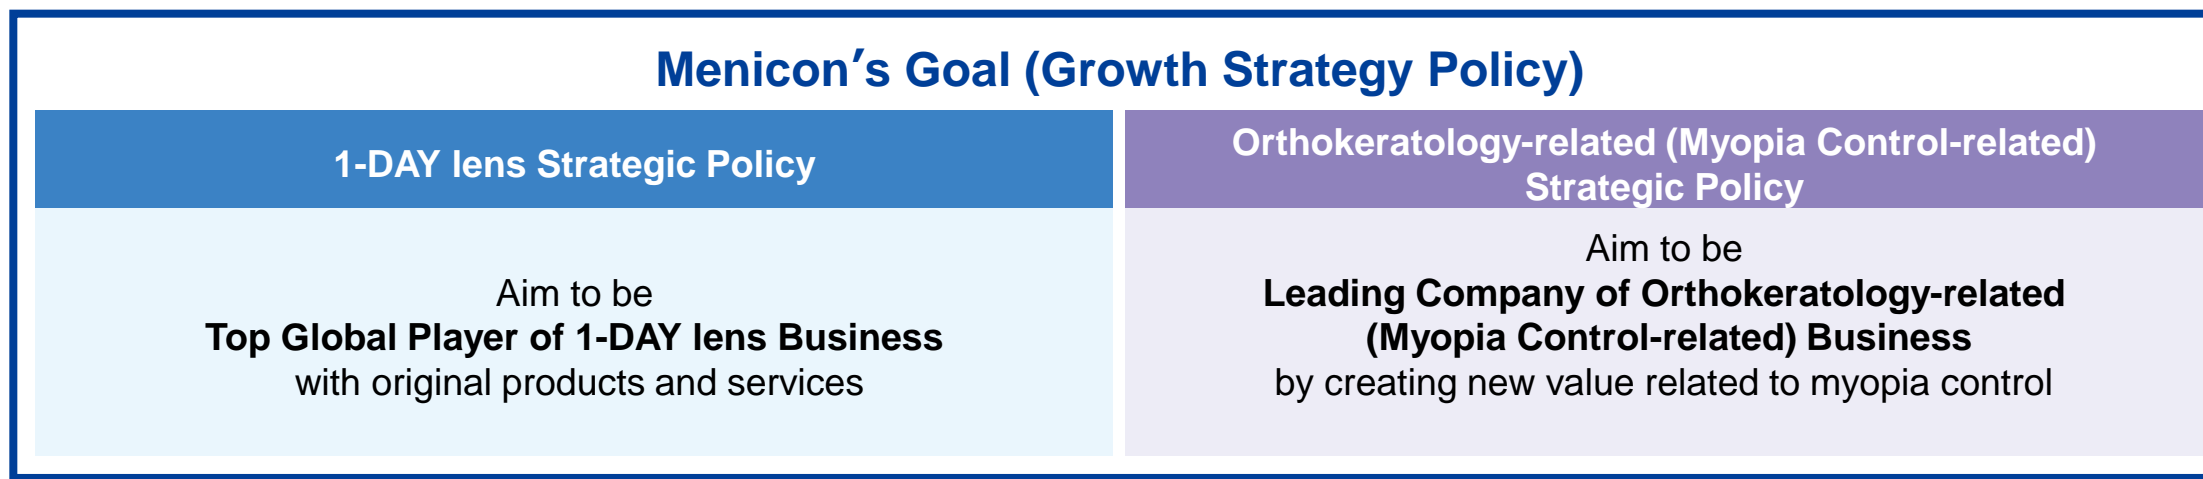 Menicon’s Goal (Growth Strategy Policy)
1-DAY lens Strategic Policy
Aim to be
Top Global Player of 1-DAY lens Business
with original products and services
Orthokeratology-related (Myopia Control-related)
Strategic Policy
Aim to be
Leading Company of Orthokeratology-related
(Myopia Control-related) Business
by creating new value related to myopia control